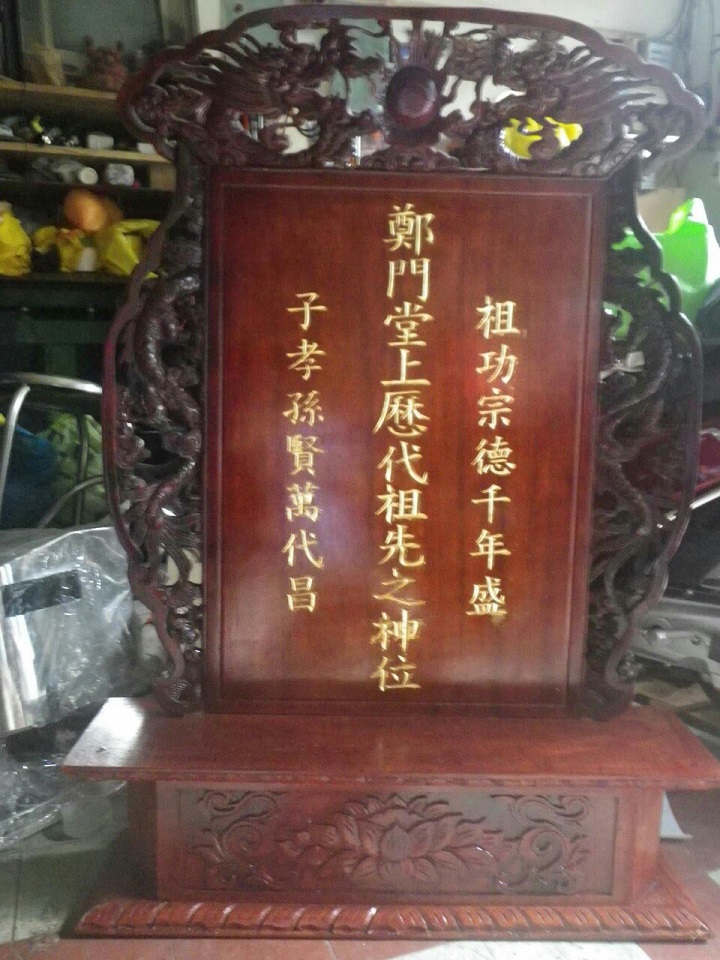 祖功宗德千年盛
鄭門堂上歷代祖先之神位
子孝孫賢萬代昌